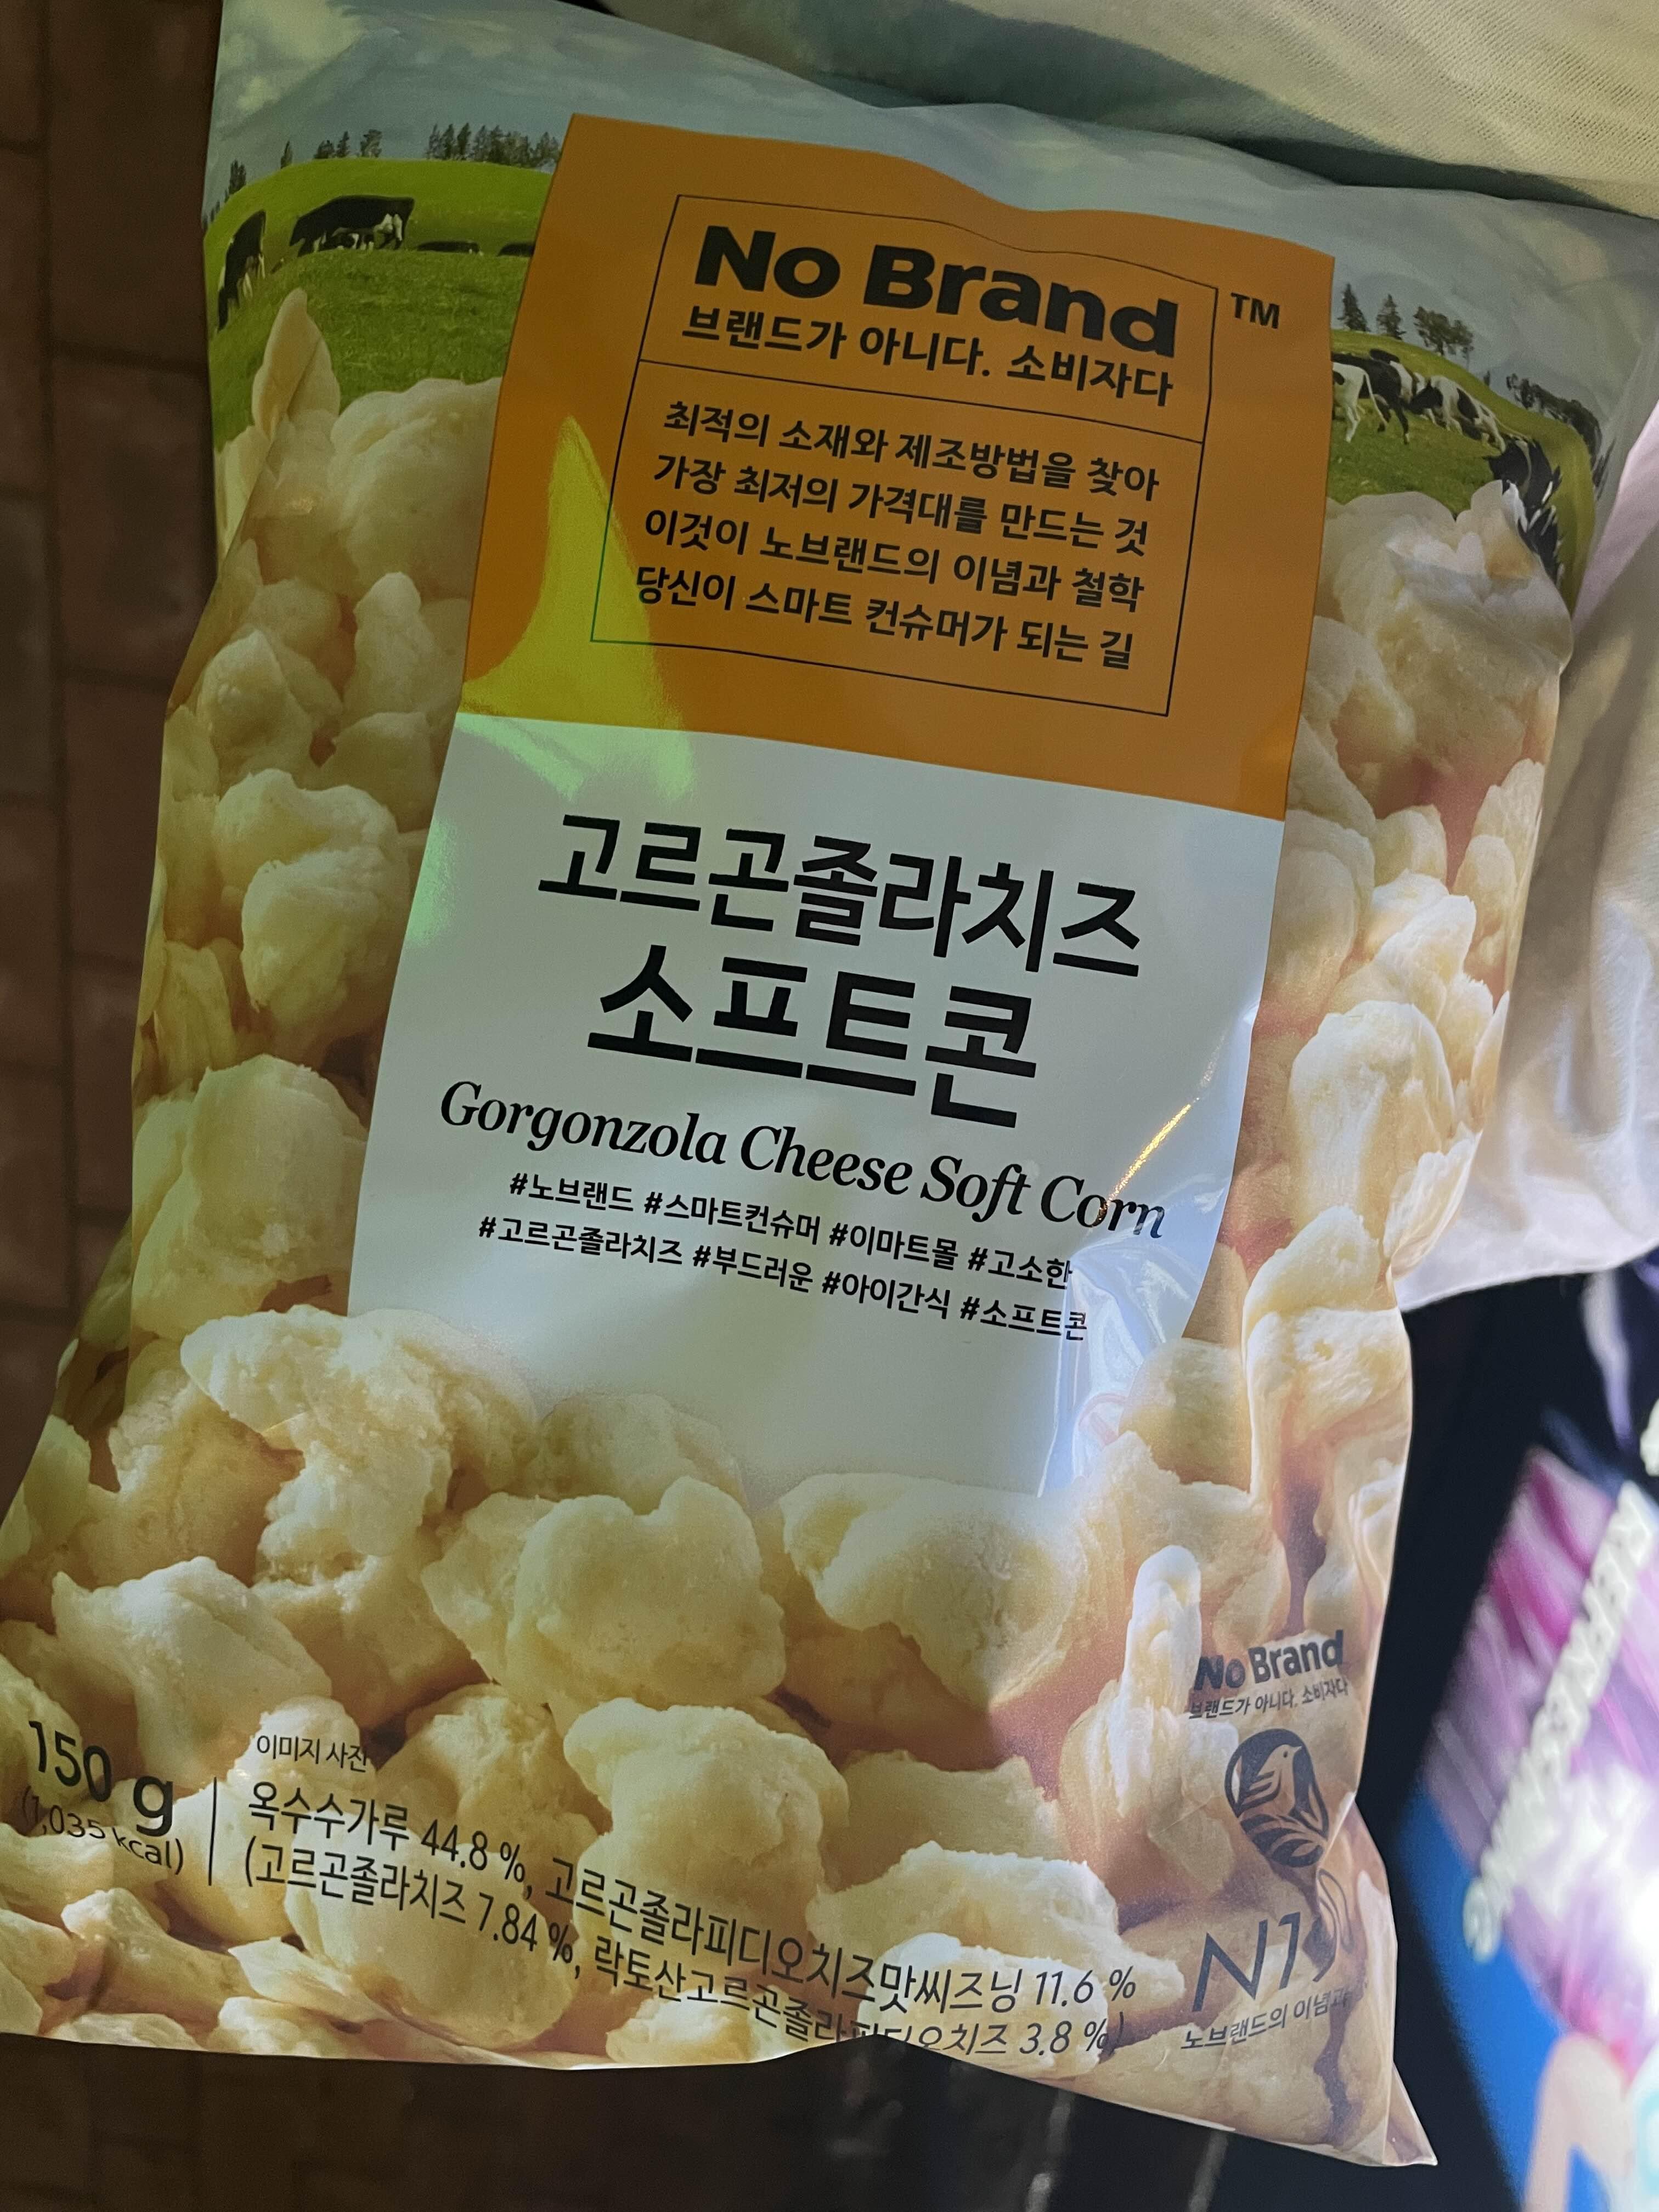 No Brand
TM
브랜드가 아니다. 소비자다
최적의 소재와 제조방법을 찾아
가장 최저의 가격대를 만드는 것
이것이 노브랜드의 이념과 철학
당신이 스마트 컨슈머가 되는 길
고르곤졸라치즈
소프트콘
Gorgonzola Cheese Soft Corn
#노브랜드 #스마트컨슈머 #이마트몰 #고소한
#고르곤졸라치즈 #부드러운 #아이간식 #소프트콘
No Brand
브랜드가 아니다. 소비자다
150 g
(1,035 kcal)
이미지 사진
옥수수가루 44.8 %, 고르곤졸라피디오치즈맛씨즈닝 11.6 %
(고르곤졸라치즈 7.84 %, 락토산고르곤졸라피디오치즈 3.8 %)
노브랜드의 이념과